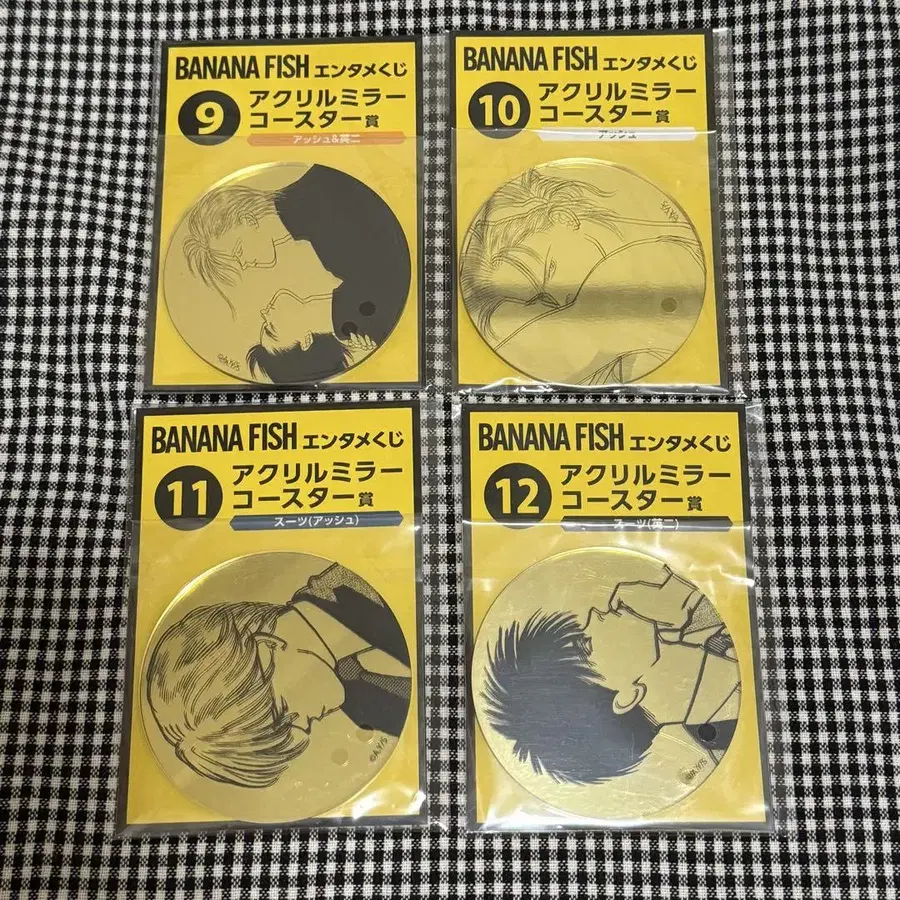 BANANA FISH エンタメくじ
9 アクリルミラー
コースター賞
アッシュ&英二
©A.Y/S
BANANA FISH エンタメくじ
10 アクリルミラー
コースター賞
アッシュ
BANANA FISH エンタメくじ
11 アクリルミラー
コースター賞
スーツ(アッシュ)
©A.Y/S
BANANA FISH エンタメくじ
12 アクリルミラー
コースター賞
スーツ(英二)
©A.Y/S